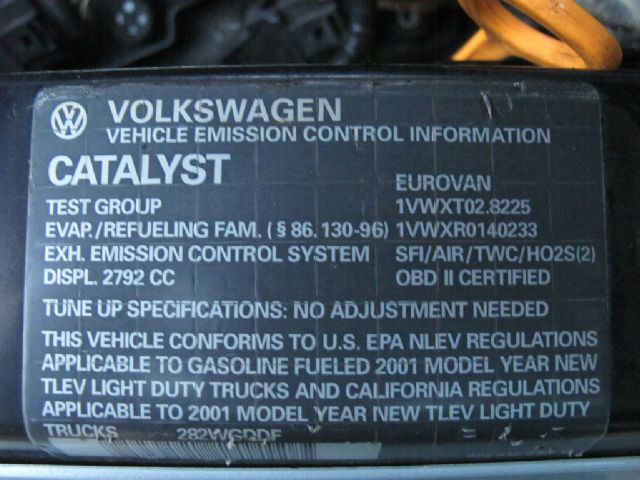 VOLKSWAGEN
VEHICLE EMISSION CONTROL INFORMATION
CATALYST EUROVAN
TEST GROUP 1VWXT02.8225
EVAP./REFUELING FAM. (§ 86. 130-96) 1VWXR0140233
EXH. EMISSION CONTROL SYSTEM SFI/AIR/TWC/HO2S(2)
DISPL. 2792 CC OBD II CERTIFIED
TUNE UP SPECIFICATIONS: NO ADJUSTMENT NEEDED
THIS VEHICLE CONFORMS TO U.S. EPA NLEV REGULATIONS
APPLICABLE TO GASOLINE FUELED 2001 MODEL YEAR NEW
TLEV LIGHT DUTY TRUCKS AND CALIFORNIA REGULATIONS
APPLICABLE TO 2001 MODEL YEAR NEW TLEV LIGHT DUTY
TRUCKS